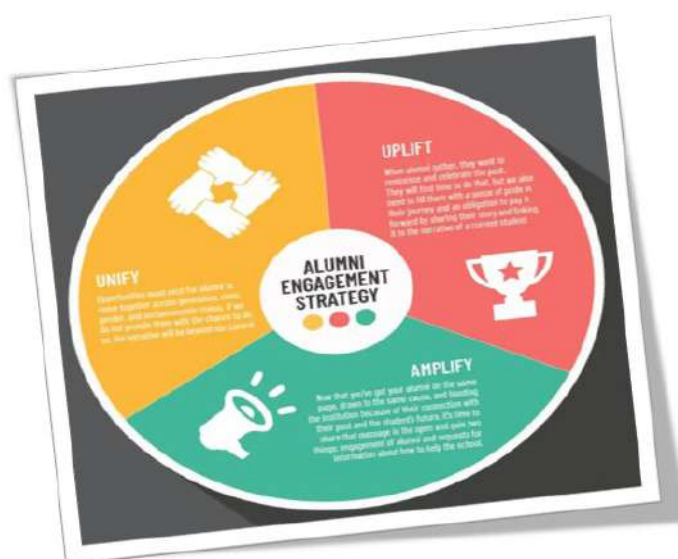 ALUMNI
ENGAGEMENT
STRATEGY
UNIFY
Opportunities must exist for alumni to
come together across generation, class,
gender, and socioeconomic status. If we
do not provide them with the chance to do
so, the narrative will be beyond our control
UPLIFT
When alumni gather, they want to
reminisce and celebrate the past.
They will find time to do that, but we also
need to fill them with a sense of pride in
their journey and an obligation to pay it
forward by sharing their story and linking
it to the narrative of a current student
AMPLIFY
Now that you've got your alumni on the same
page, drawn to the same cause, and boosting
the institution because of their connection with
their past and the student's future, it's time to
share that message in the open and gain two
things: engagement of alumni and requests for
information about how to help the school.